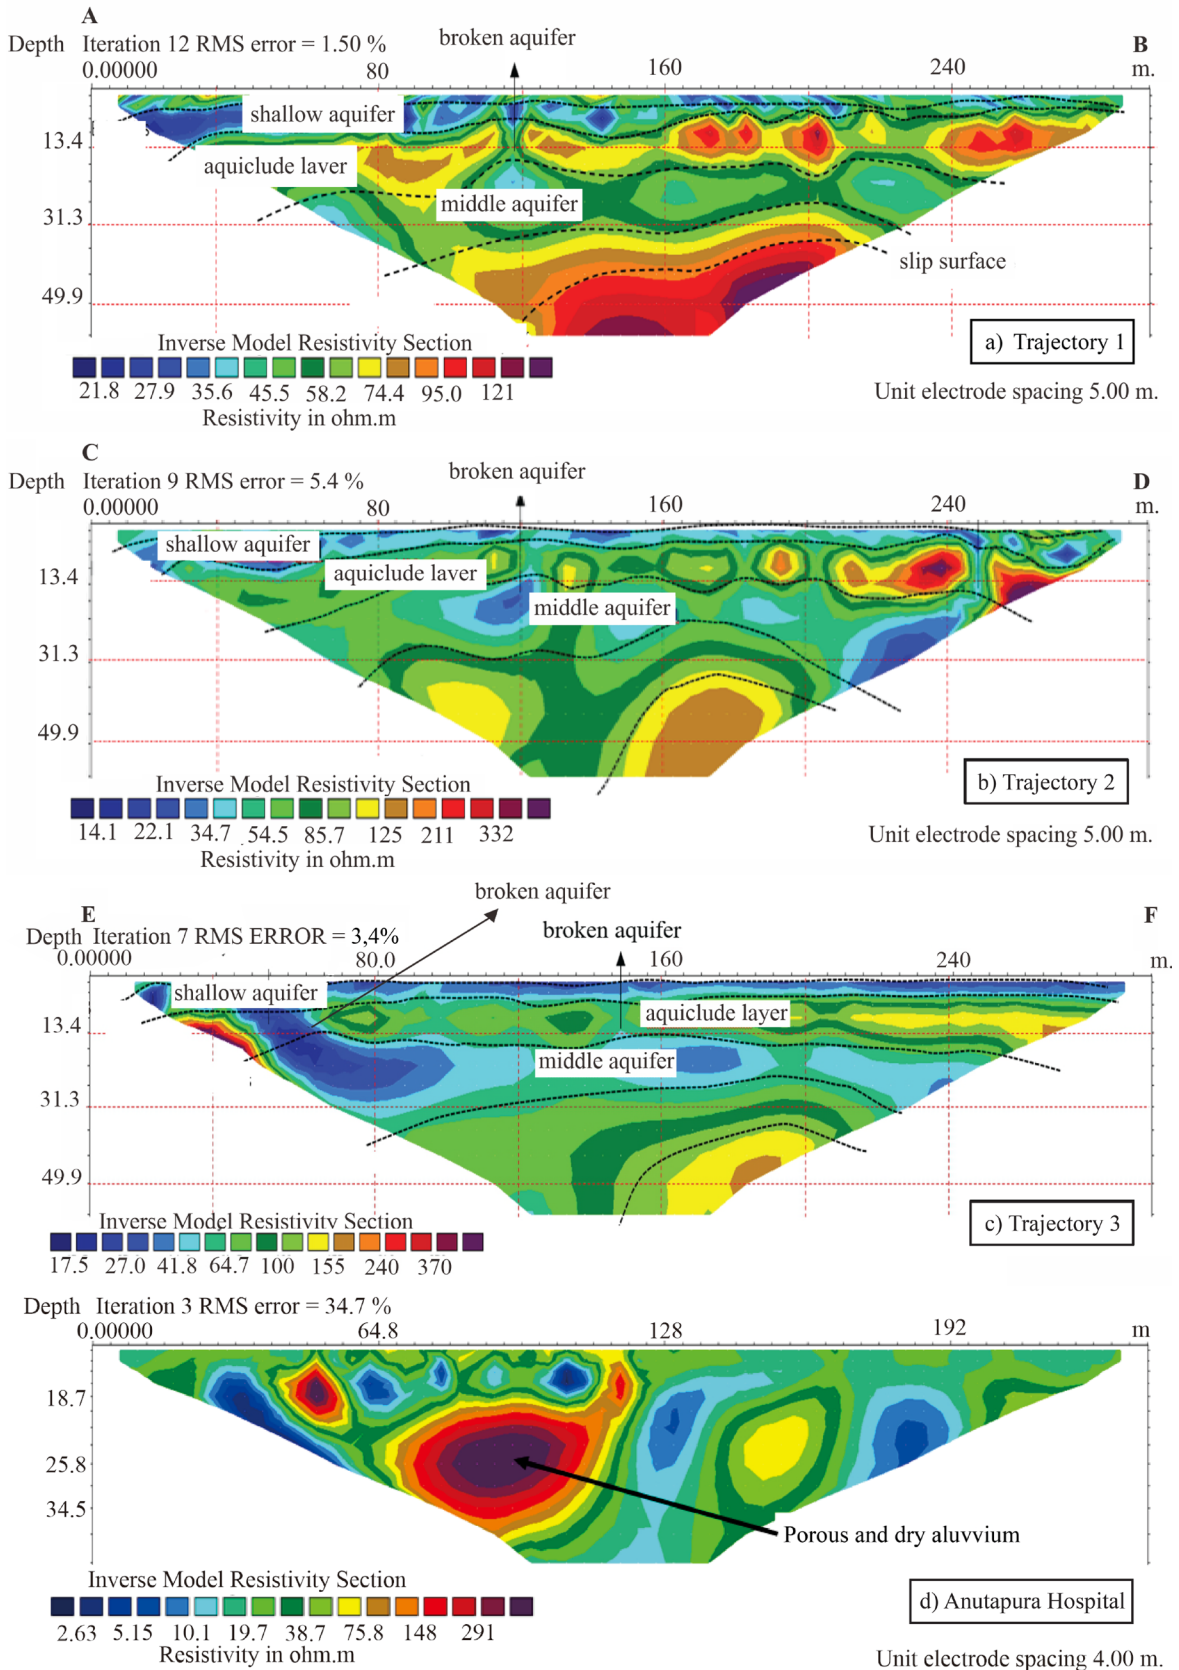 A
broken aquifer
Depth Iteration 12 RMS error = 1.50 %
B
0.00000 80 160 240 m.
shallow aquifer
13.4
aquiclude laver
middle aquifer
31.3
slip surface
49.9
Inverse Model Resistivity Section
a) Trajectory 1
21.8 27.9 35.6 45.5 58.2 74.4 95.0 121
Unit electrode spacing 5.00 m.
Resistivity in ohm.m
C
broken aquifer
Depth Iteration 9 RMS error = 5.4 %
D
0.00000 80 160 240 m.
shallow aquifer
aquiclude laver
13.4
middle aquifer
31.3
49.9
Inverse Model Resistivity Section
b) Trajectory 2
14.1 22.1 34.7 54.5 85.7 125 211 332
Unit electrode spacing 5.00 m.
Resistivity in ohm.m
broken aquifer
E
F
broken aquifer
Depth Iteration 7 RMS ERROR = 3,4%
0.00000 80.0 160 240 m.
shallow aquifer
aquiclude layer
13.4
middle aquifer
31.3
49.9
Inverse Model Resistivity Section
c) Trajectory 3
17.5 27.0 41.8 64.7 100 155 240 370
Depth Iteration 3 RMS error = 34.7 %
0.00000 64.8 128 192 m
18.7
25.8
34.5
Porous and dry aluvvium
Inverse Model Resistivity Section
d) Anutapura Hospital
2.63 5.15 10.1 19.7 38.7 75.8 148 291
Resistivity in ohm.m
Unit electrode spacing 4.00 m.